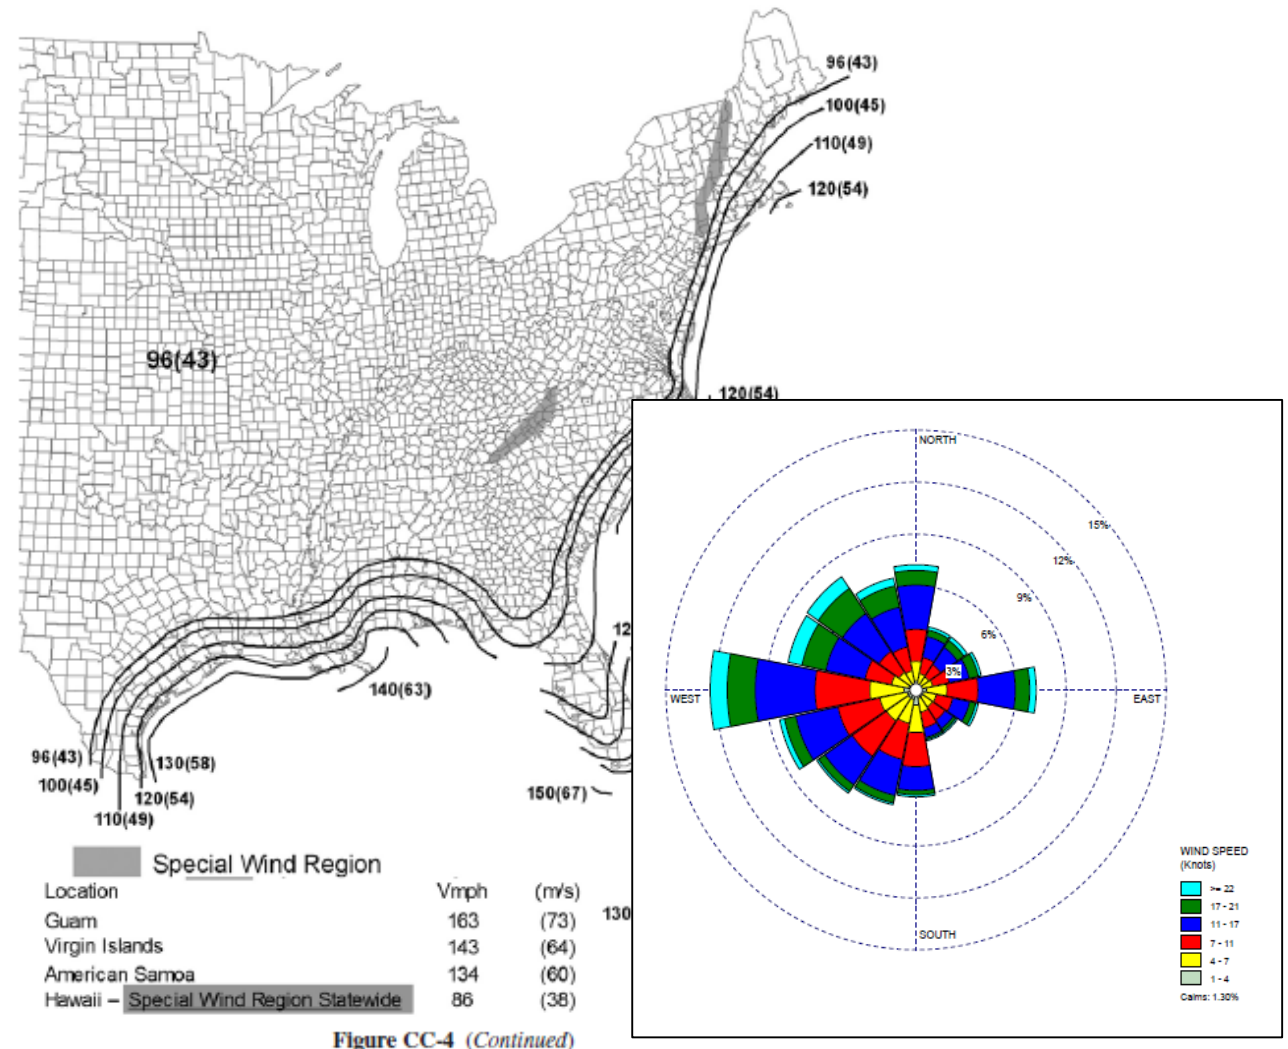 96(43)
100(45)
110(49)
120(54)
96(43)
120(54)
140(63)
96(43)
100(45)
110(49)
120(54)
130(58)
150(67)
12
130
Special Wind Region
Location Vmph (m/s)
Guam 163 (73)
Virgin Islands 143 (64)
American Samoa 134 (60)
Hawaii – Special Wind Region Statewide 86 (38)
Figure CC-4 (Continued)
NORTH
15%
12%
9%
6%
3%
WEST
EAST
SOUTH
WIND SPEED
(Knots)
>= 22
17 - 21
11 - 17
7 - 11
4 - 7
1 - 4
Calms: 1.30%